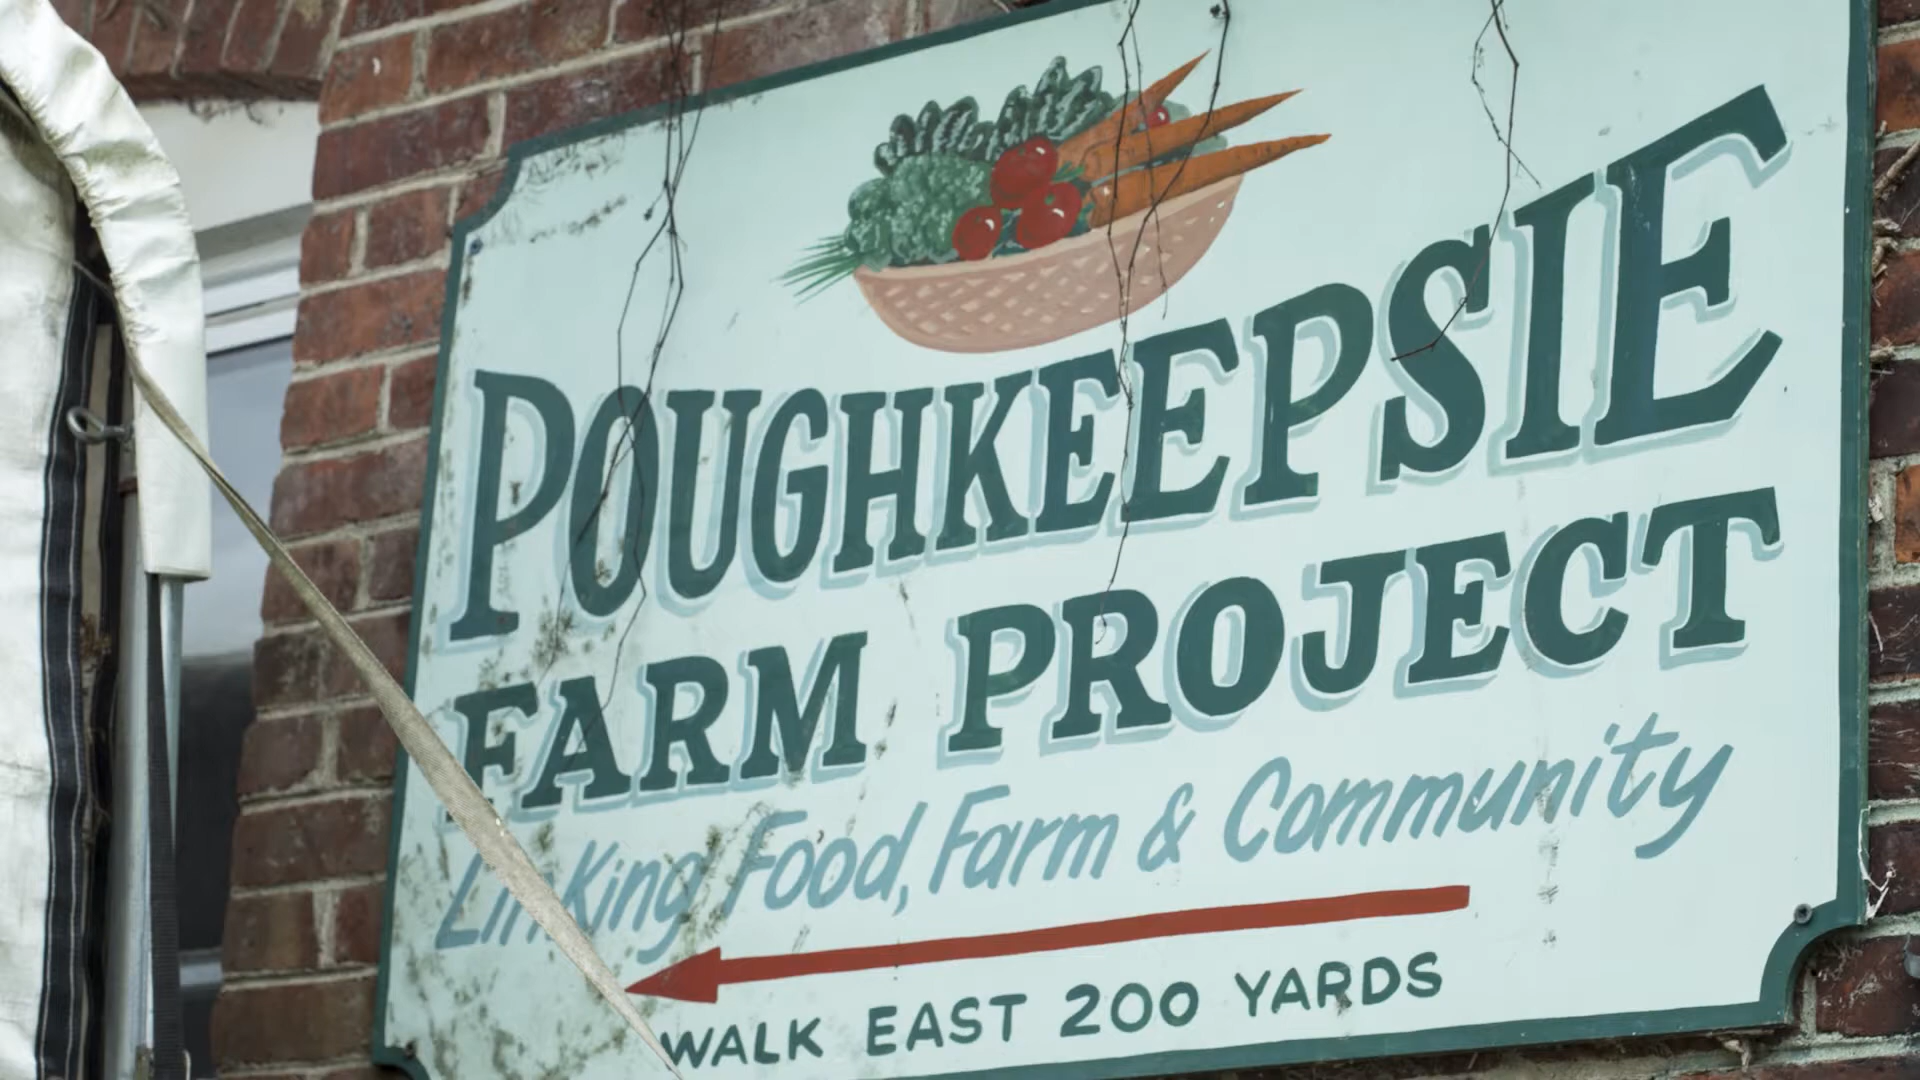 POUGHKEEPSIE
FARM PROJECT
Linking Food, Farm & Community
WALK EAST 200 YARDS